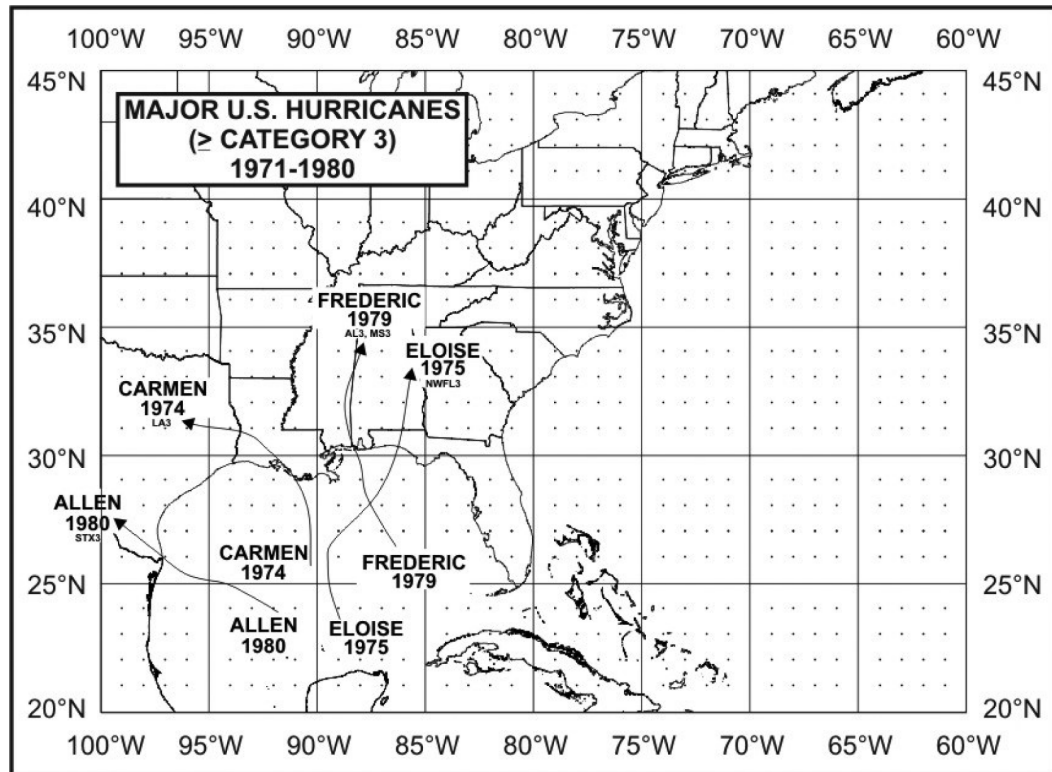 100°W 95°W 90°W 85°W 80°W 75°W 70°W 65°W 60°W
45°N 45°N
MAJOR U.S. HURRICANES
(≥ CATEGORY 3)
1971-1980
40°N 40°N
FREDERIC
1979
AL3, MS3
35°N 35°N
ELOISE
1975
NWFL3
CARMEN
1974
LA3
30°N 30°N
ALLEN
1980
STX3
CARMEN
1974
FREDERIC
1979
25°N 25°N
ALLEN
1980
ELOISE
1975
20°N 20°N
100°W 95°W 90°W 85°W 80°W 75°W 70°W 65°W 60°W